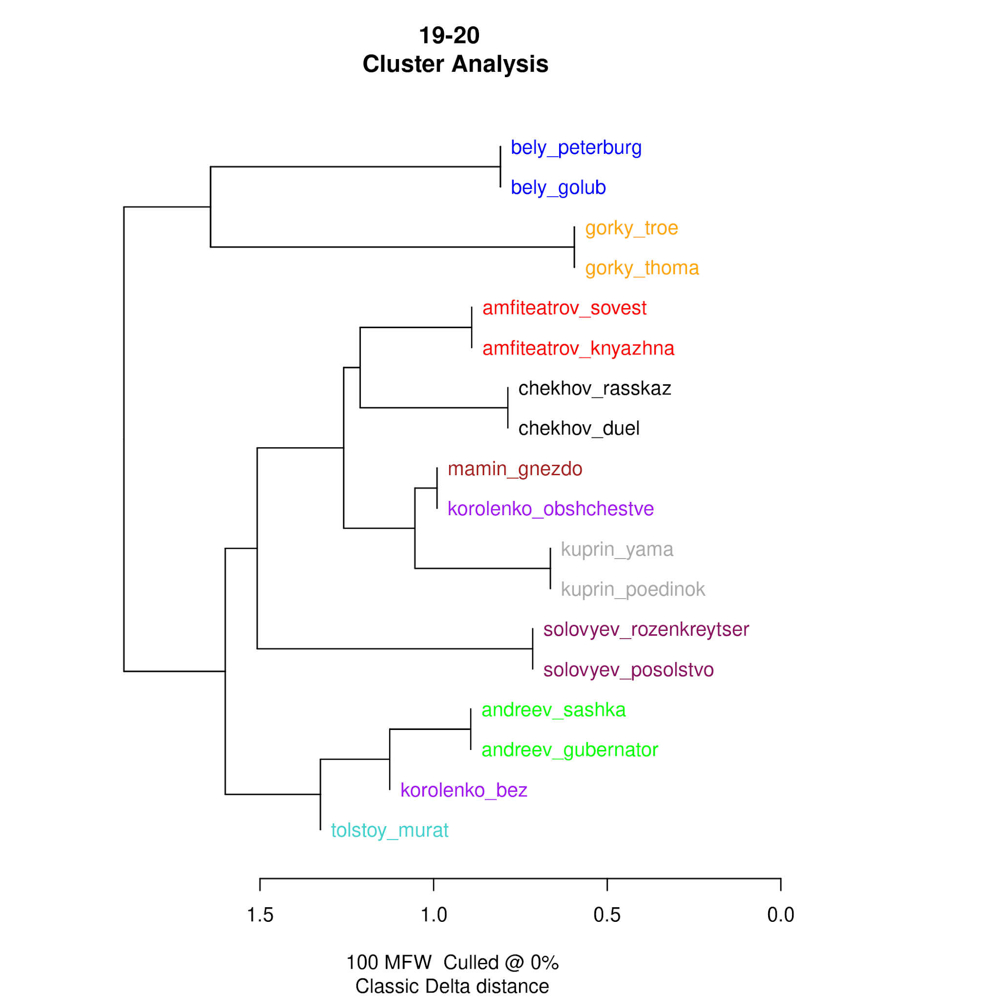 19-20
Cluster Analysis
bely_peterburg
bely_golub
gorky_troe
gorky_thoma
amfiteatrov_sovest
amfiteatrov_knyazhna
chekhov_rasskaz
chekhov_duel
mamin_gnezdo
korolenko_obshchestve
kuprin_yama
kuprin_poedinok
solovyev_rozenkreytser
solovyev_posolstvo
andreev_sashka
andreev_gubernator
korolenko_bez
tolstoy_murat
1.5 1.0 0.5 0.0
100 MFW  Culled @ 0%
Classic Delta distance